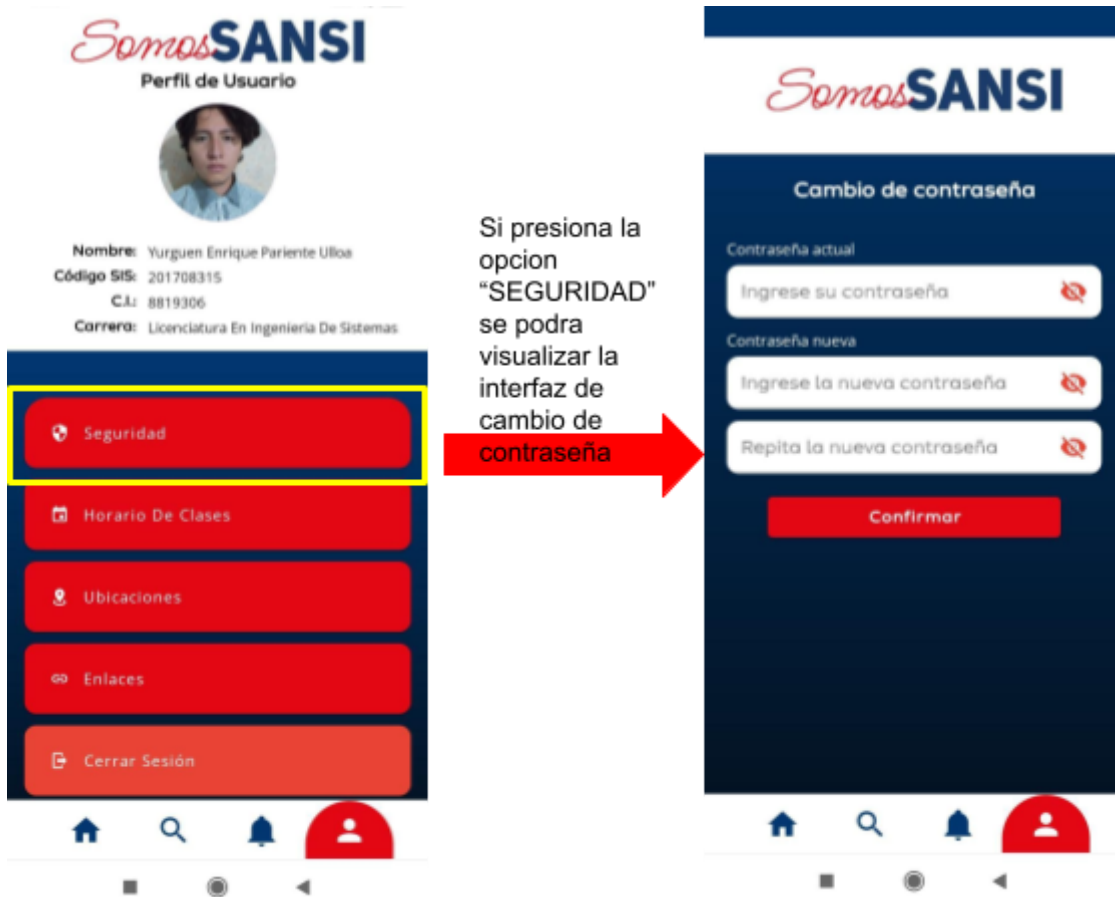 SomosSANSI
Perfil de Usuario
Nombre: Yurguen Enrique Pariente Ulloa
Código SIS: 201708315
C.I.: 8819306
Carrera: Licenciatura En Ingenieria De Sistemas
Seguridad
Horario De Clases
Ubicaciones
Enlaces
Cerrar Sesión
Si presiona la
opcion
“SEGURIDAD”
se podra
visualizar la
interfaz de
cambio de
contraseña
SomosSANSI
Cambio de contraseña
Contraseña actual
Ingrese su contraseña
Contraseña nueva
Ingrese la nueva contraseña
Repita la nueva contraseña
Confirmar